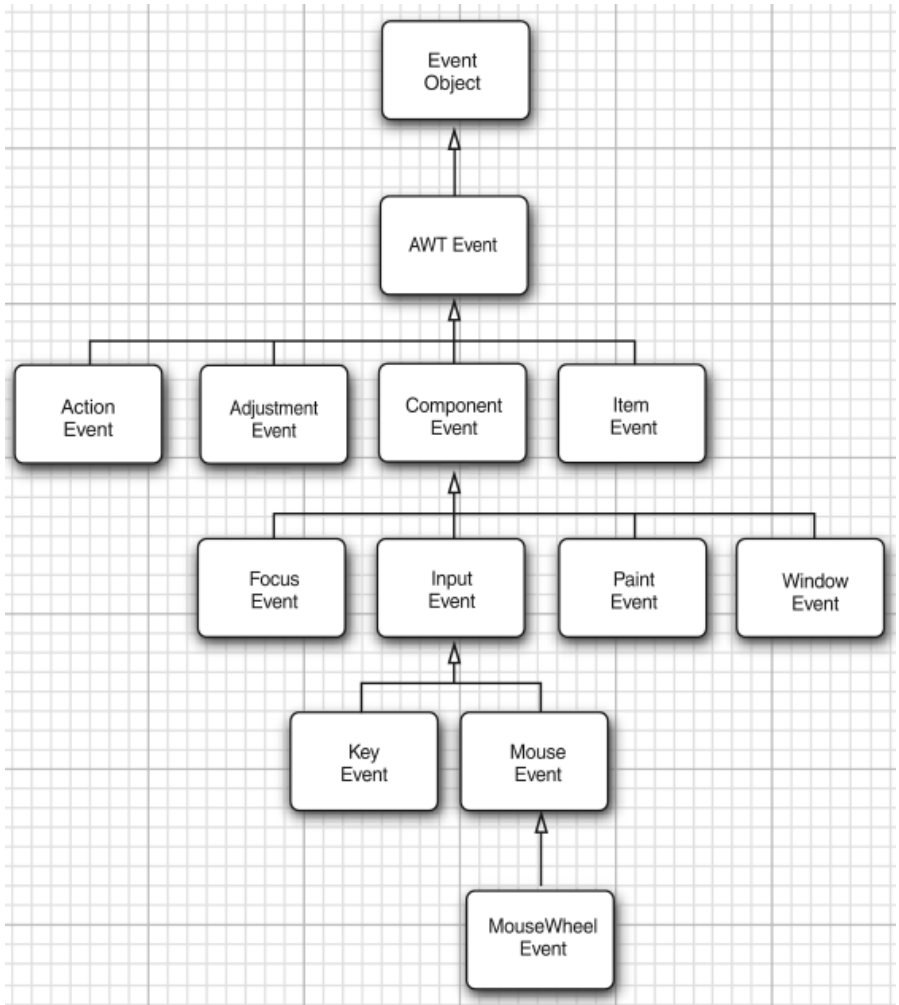 Event
Object
AWT Event
Action
Event
Adjustment
Event
Component
Event
Item
Event
Focus
Event
Input
Event
Paint
Event
Window
Event
Key
Event
Mouse
Event
MouseWheel
Event